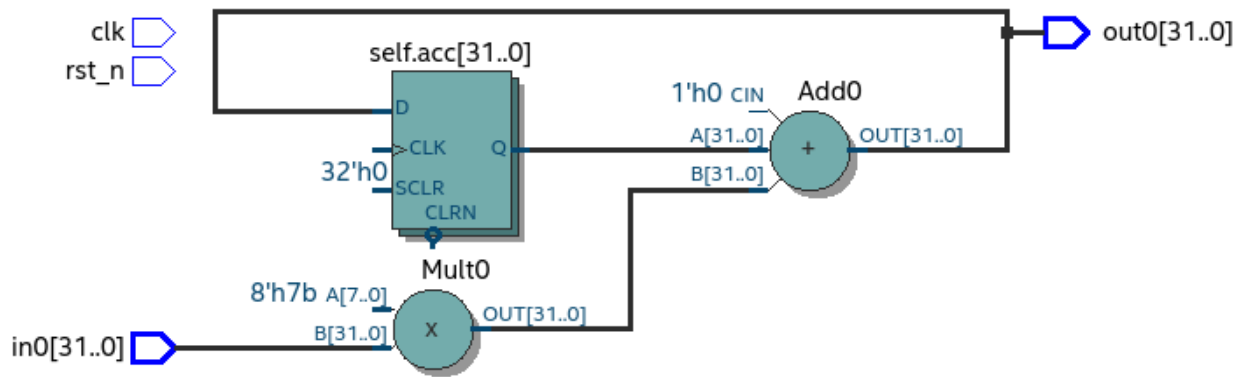 clk
rst_n
out0[31..0]
self.acc[31..0]
D
CLK
Q
32'h0
SCLR
CLRN
1'h0 CIN
Add0
A[31..0]
+
OUT[31..0]
B[31..0]
Mult0
8'h7b A[7..0]
x
OUT[31..0]
B[31..0]
in0[31..0]